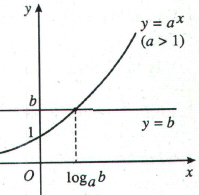 y
y = a^x
(a > 1)
b
y = b
1
O
log_a b
x